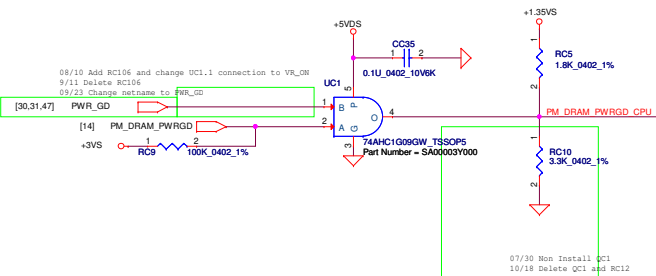 +1.35VS
+5VDS
CC35
1 2
0.1U_0402_10V6K
1
RC5
1.8K_0402_1%
2
08/10 Add RC106 and change UC1.1 connection to VR_ON
9/11 Delete RC106
09/23 Change netname to PWR_GD
UC1
5
[30,31,47] PWR_GD
1 B P
O 4
PM_DRAM_PWRGD_CPU
[14] PM_DRAM_PWRGD
2 A G
3
74AHC1G09GW_TSSOP5
Part Number = SA00003Y000
+3VS
1 2
RC9 100K_0402_1%
1
RC10
3.3K_0402_1%
2
07/30 Non Install QC1
10/18 Delete QC1 and RC12